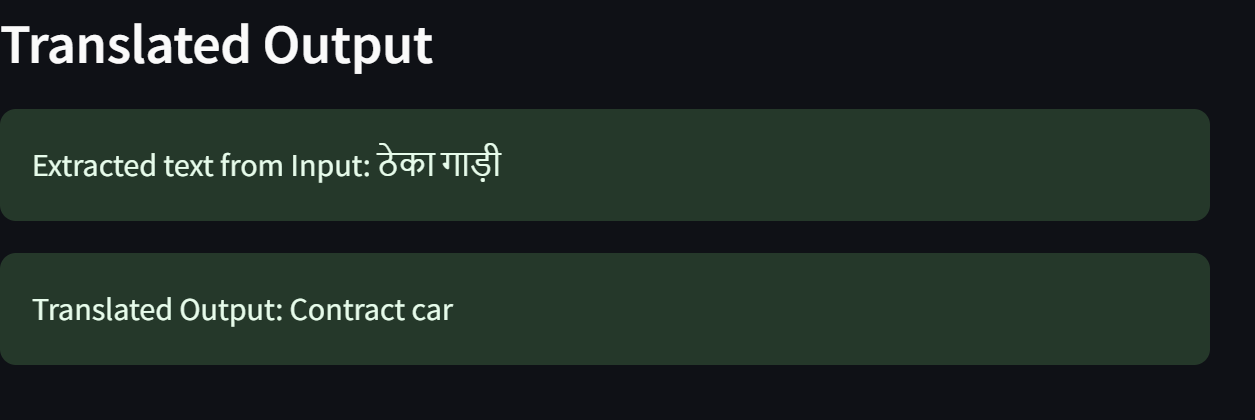 Translated Output
Extracted text from Input: ठेका गाड़ी
Translated Output: Contract car